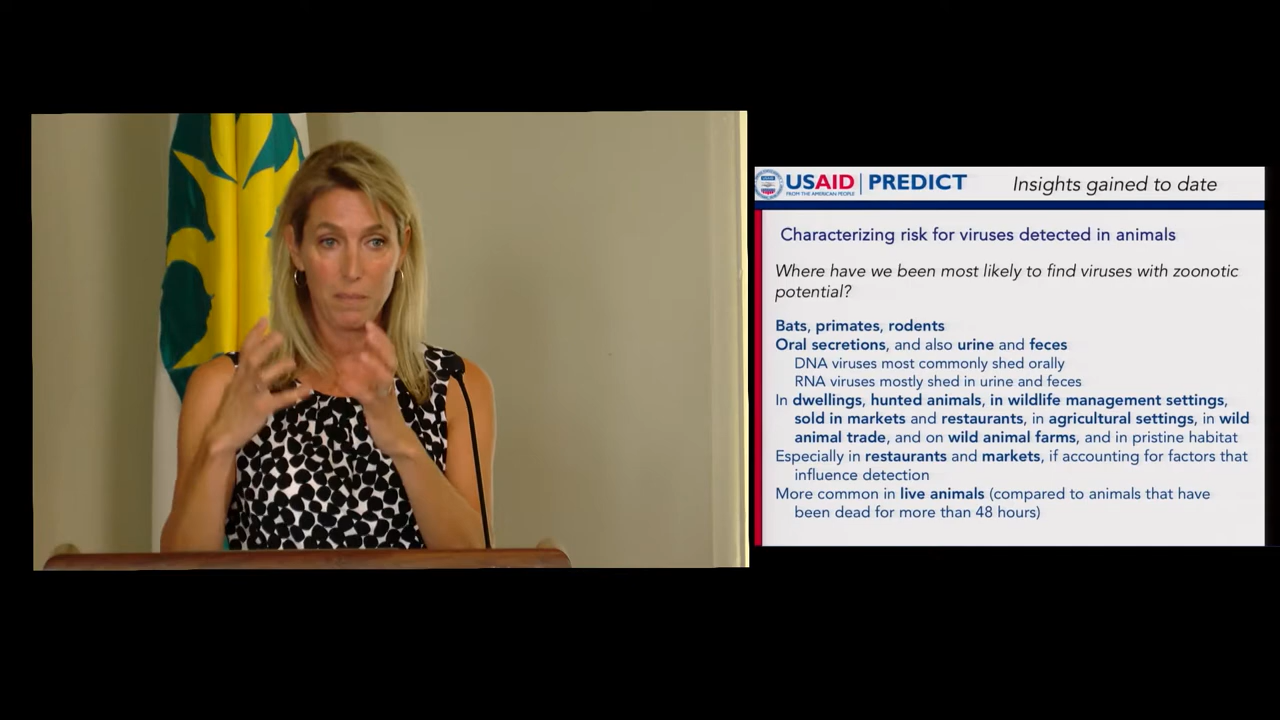 USAID PREDICT Insights gained to date
FROM THE AMERICAN PEOPLE
Characterizing risk for viruses detected in animals
Where have we been most likely to find viruses with zoonotic
potential?
Bats, primates, rodents
Oral secretions, and also urine and feces
DNA viruses most commonly shed orally
RNA viruses mostly shed in urine and feces
In dwellings, hunted animals, in wildlife management settings,
sold in markets and restaurants, in agricultural settings, in wild
animal trade, and on wild animal farms, and in pristine habitat
Especially in restaurants and markets, if accounting for factors that
influence detection
More common in live animals (compared to animals that have
been dead for more than 48 hours)